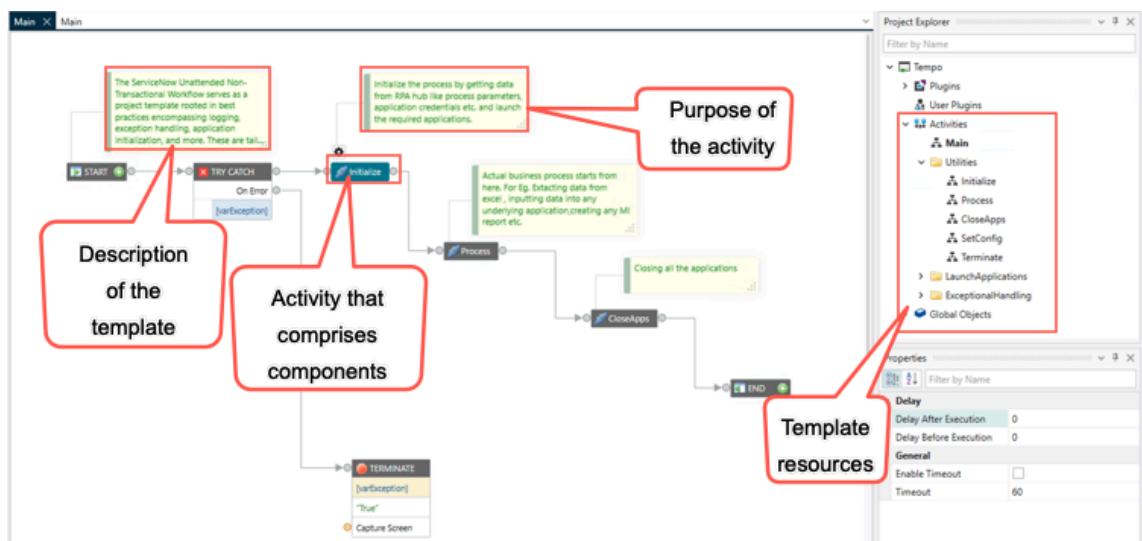 Main
Main
The ServiceNow Unattended Non-
Transactional Workflow serves as a
project template rooted in best
practices encompassing logging,
exception handling, application
initialization, and more. These are tail...
Initialize the process by getting data
from RPA hub like process parameters,
application credentials etc. and launch
the required applications.
Purpose of
the activity
START
TRY CATCH
On Error
[varException]
Initialize
Actual business process starts from
here. For Eg. Extacting data from
excel , inputting data into any
underlying application,creating any MI
report etc.
Process
Description
of the
template
Activity that
comprises
components
Closing all the applications
CloseApps
END
TERMINATE
[varException]
"True"
Capture Screen
Template
resources
Project Explorer
Filter by Name
Tempo
Plugins
User Plugins
Activities
Main
Utilities
Initialize
Process
CloseApps
SetConfig
Terminate
LaunchApplications
ExceptionalHandling
Global Objects
Properties
Filter by Name
Delay
Delay After Execution 0
Delay Before Execution 0
General
Enable Timeout
Timeout 60